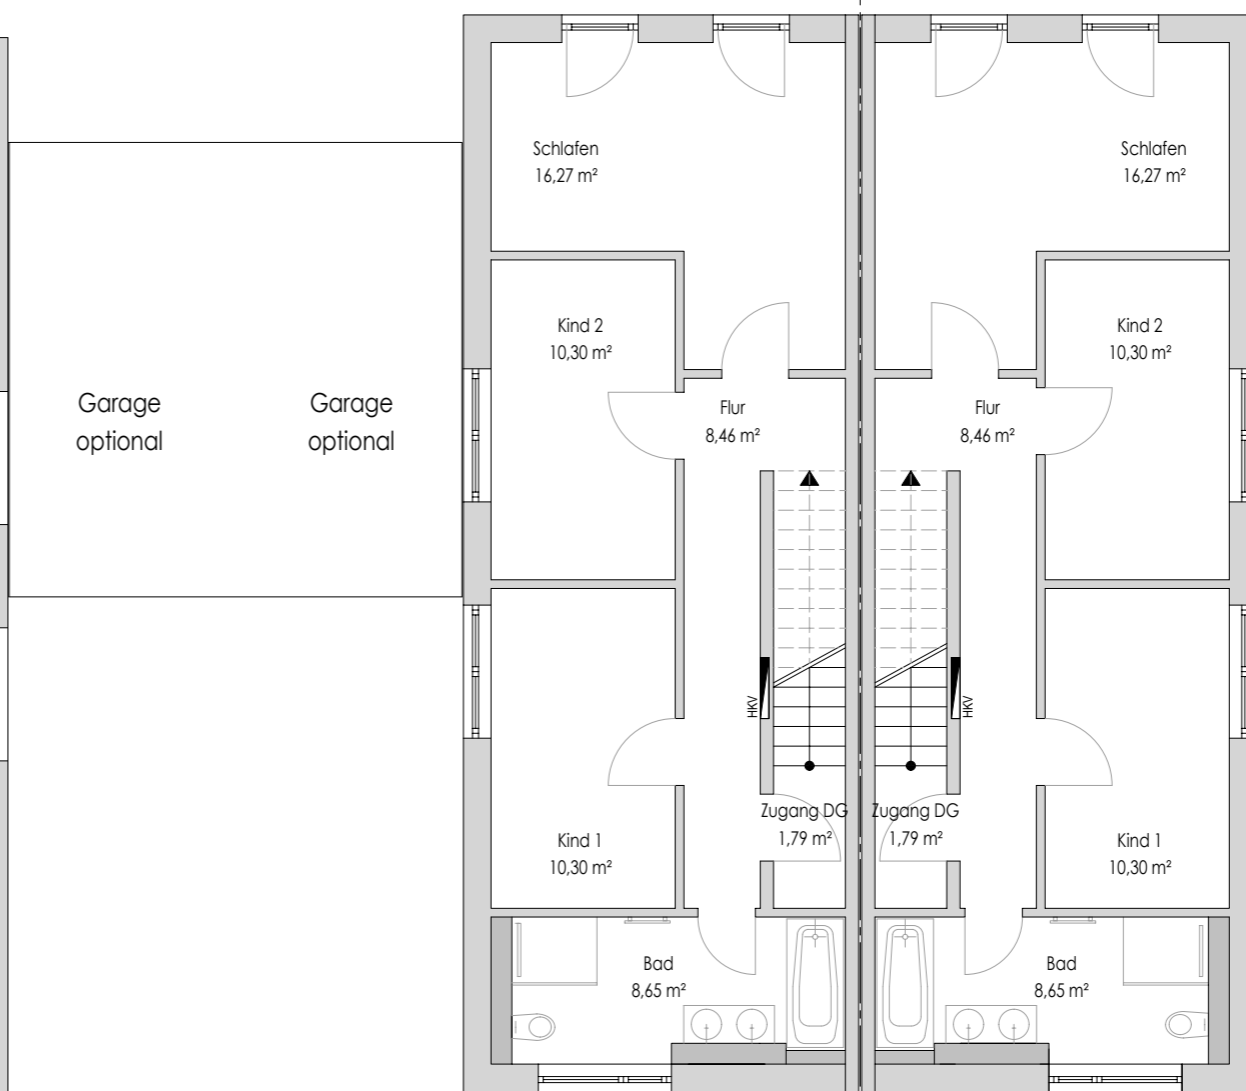 Schlafen
16,27 m²
Schlafen
16,27 m²
Kind 2
10,30 m²
Kind 2
10,30 m²
Garage
optional
Garage
optional
Flur
8,46 m²
Flur
8,46 m²
HKV
HKV
Zugang DG
1,79 m²
Zugang DG
1,79 m²
Kind 1
10,30 m²
Kind 1
10,30 m²
Bad
8,65 m²
Bad
8,65 m²